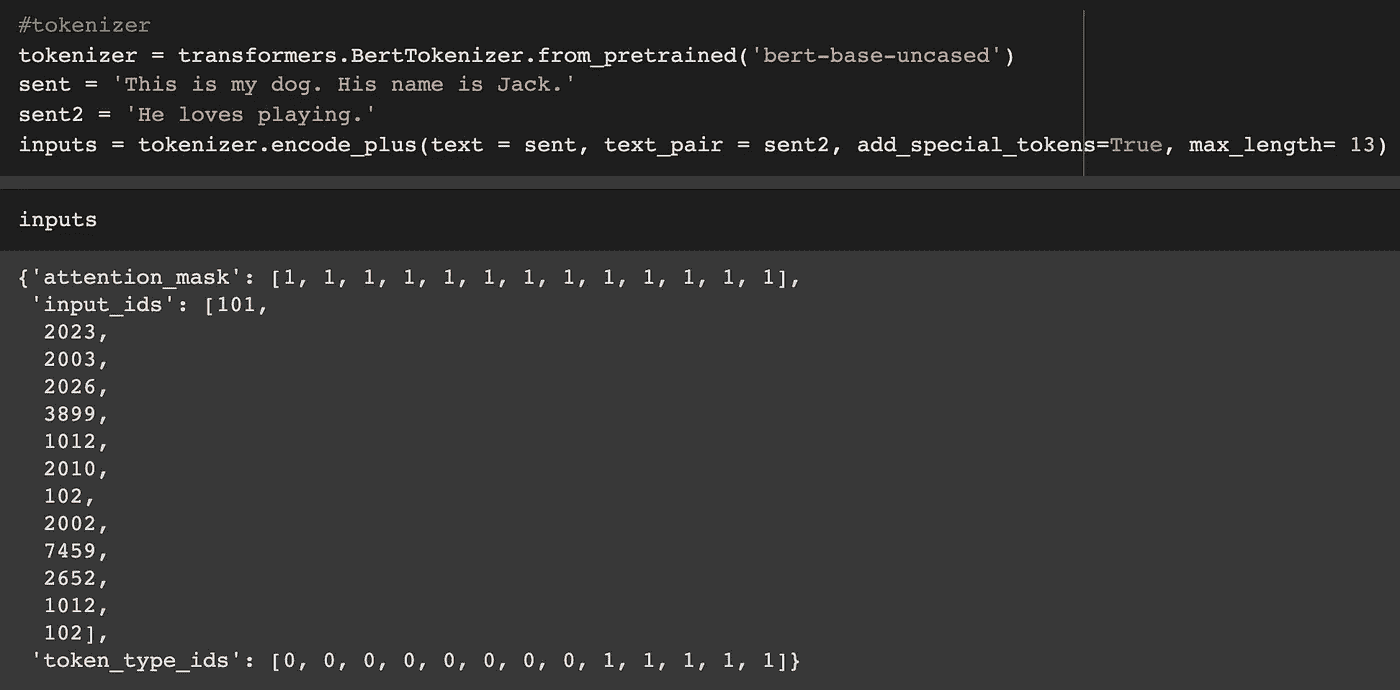 #tokenizer
tokenizer = transformers.BertTokenizer.from_pretrained('bert-base-uncased')
sent = 'This is my dog. His name is Jack.'
sent2 = 'He loves playing.'
inputs = tokenizer.encode_plus(text = sent, text_pair = sent2, add_special_tokens=True, max_length= 13)
inputs
{'attention_mask': [1, 1, 1, 1, 1, 1, 1, 1, 1, 1, 1, 1, 1],
 'input_ids': [101,
  2023,
  2003,
  2026,
  3899,
  1012,
  2010,
  102,
  2002,
  7459,
  2652,
  1012,
  102],
 'token_type_ids': [0, 0, 0, 0, 0, 0, 0, 0, 1, 1, 1, 1, 1]}